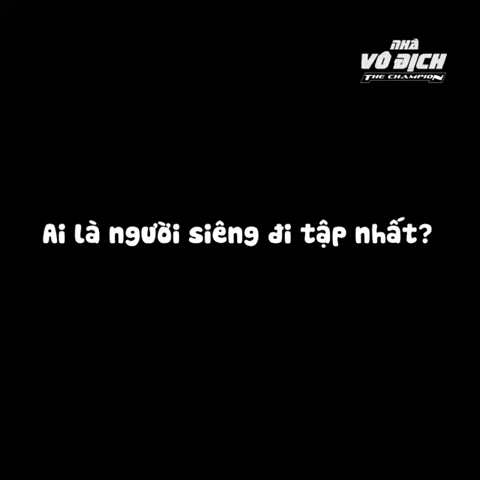 NHÀ
VÔ ĐỊCH
THE CHAMPION
Ai là người siêng đi tập nhất?